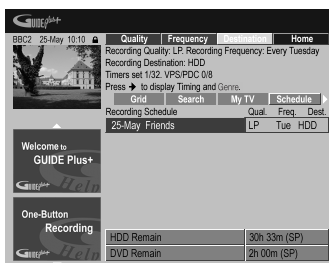 GUIDE Plus+
BBC2 25-May 10:10
Quality Frequency Destination Home
Recording Quality: LP. Recording Frequency: Every Tuesday
Recording Destination: HDD
Timers set 1/32. VPS/PDC 0/8
Press → to display Timing and Genre.
Grid Search My TV Schedule
Recording Schedule Qual. Freq. Dest.
25-May Friends LP Tue HDD
Welcome to
GUIDE Plus+
GUIDE Plus+ Help
One-Button
Recording
GUIDE Plus+ Help
HDD Remain 30h 33m (SP)
DVD Remain 2h 00m (SP)